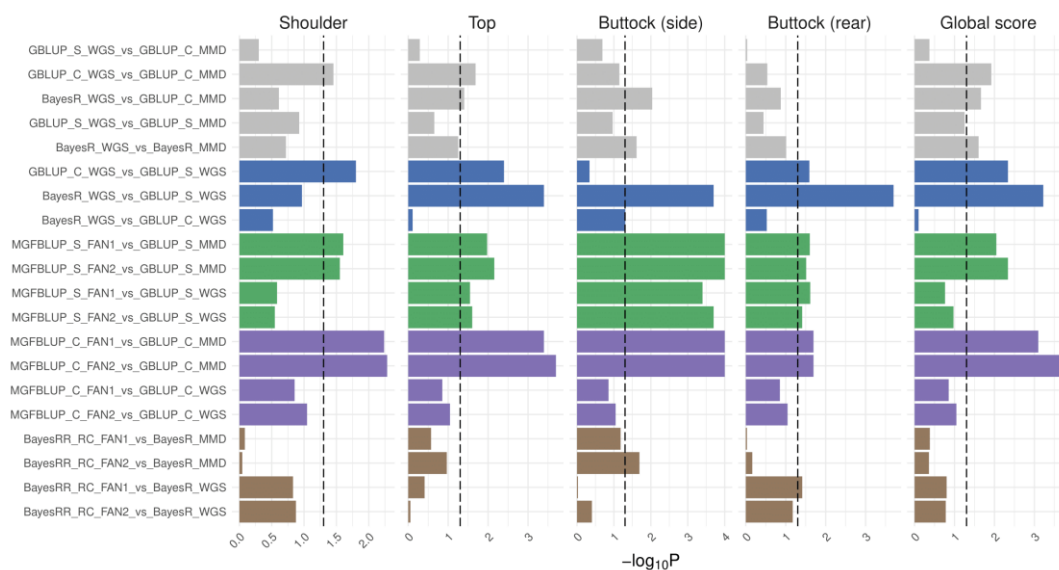 Shoulder Top Buttock (side) Buttock (rear) Global score
GBLUP_S_WGS_vs_GBLUP_C_MMD
GBLUP_C_WGS_vs_GBLUP_C_MMD
BayesR_WGS_vs_GBLUP_C_MMD
GBLUP_S_WGS_vs_GBLUP_S_MMD
BayesR_WGS_vs_BayesR_MMD
GBLUP_C_WGS_vs_GBLUP_S_WGS
BayesR_WGS_vs_GBLUP_S_WGS
BayesR_WGS_vs_GBLUP_C_WGS
MGFBLUP_S_FAN1_vs_GBLUP_S_MMD
MGFBLUP_S_FAN2_vs_GBLUP_S_MMD
MGFBLUP_S_FAN1_vs_GBLUP_S_WGS
MGFBLUP_S_FAN2_vs_GBLUP_S_WGS
MGFBLUP_C_FAN1_vs_GBLUP_C_MMD
MGFBLUP_C_FAN2_vs_GBLUP_C_MMD
MGFBLUP_C_FAN1_vs_GBLUP_C_WGS
MGFBLUP_C_FAN2_vs_GBLUP_C_WGS
BayesRR_RC_FAN1_vs_BayesR_MMD
BayesRR_RC_FAN2_vs_BayesR_MMD
BayesRR_RC_FAN1_vs_BayesR_WGS
BayesRR_RC_FAN2_vs_BayesR_WGS
0.0 0.5 1.0 1.5 2.0 0 1 2 3 0 1 2 3 4 0 1 2 3 0 1 2 3
−log₁₀P